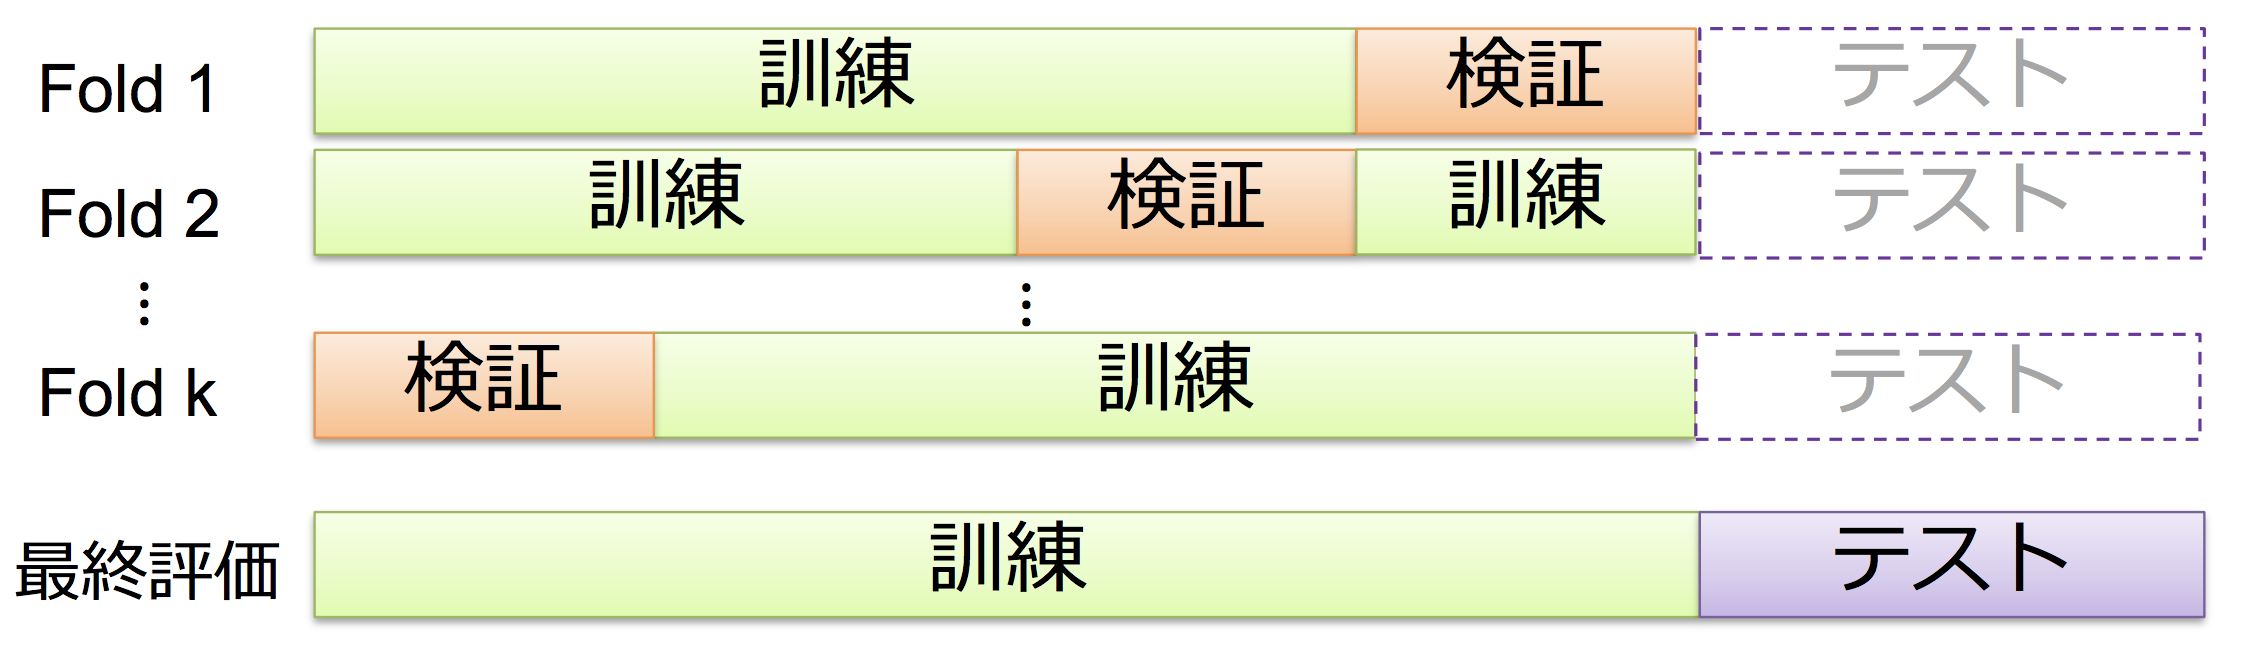 Fold 1 訓練 検証 テスト
Fold 2 訓練 検証 訓練 テスト
⋮ ⋮
Fold k 検証 訓練 テスト
最終評価 訓練 テスト